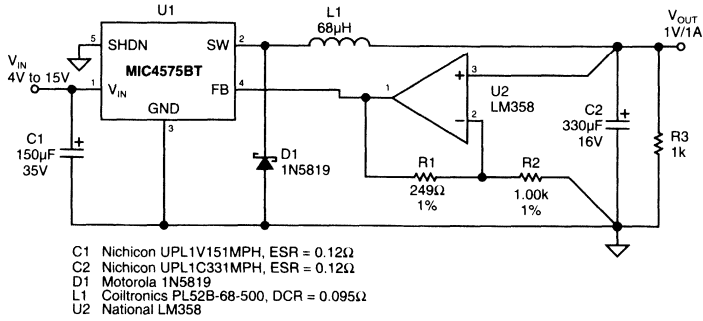 U1
L1
68µH
V_OUT
1V/1A
5
SHDN
SW
2
MIC4575BT
V_IN
4V to 15V
1
V_IN
FB
4
GND
3
1
+
3
U2
LM358
−
2
C1
150µF
35V
+
D1
1N5819
R1
249Ω
1%
R2
1.00k
1%
C2
330µF
16V
+
R3
1k
C1 Nichicon UPL1V151MPH, ESR = 0.12Ω
C2 Nichicon UPL1C331MPH, ESR = 0.12Ω
D1 Motorola 1N5819
L1 Coiltronics PL52B-68-500, DCR = 0.095Ω
U2 National LM358